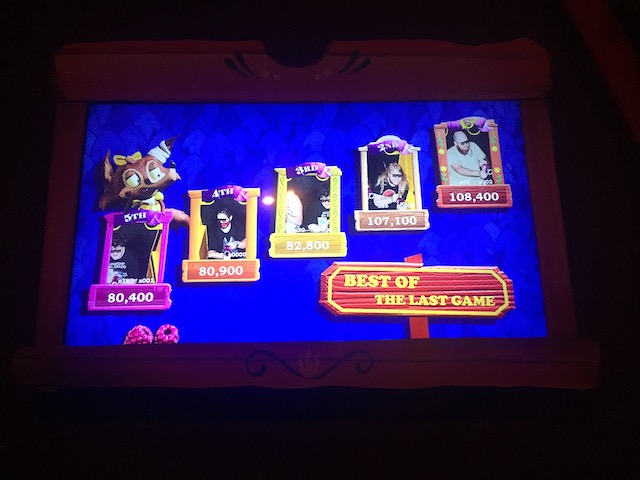 2ND
3RD
108,400
4TH
107,100
5TH
82,800
80,900
80,400
BEST OF
THE LAST GAME